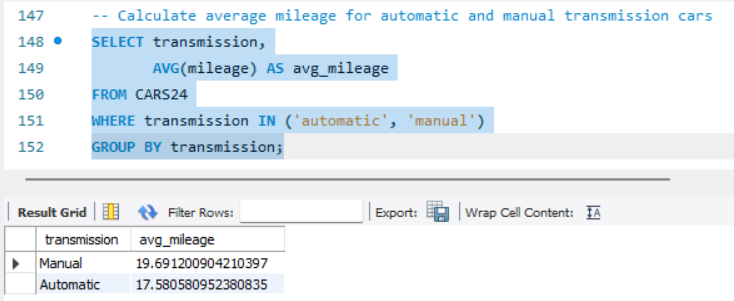 147 -- Calculate average mileage for automatic and manual transmission cars
148 SELECT transmission,
149 AVG(mileage) AS avg_mileage
150 FROM CARS24
151 WHERE transmission IN ('automatic', 'manual')
152 GROUP BY transmission;
Result Grid Filter Rows: Export: Wrap Cell Content: IA
transmission avg_mileage
Manual 19.691200904210397
Automatic 17.580580952380835